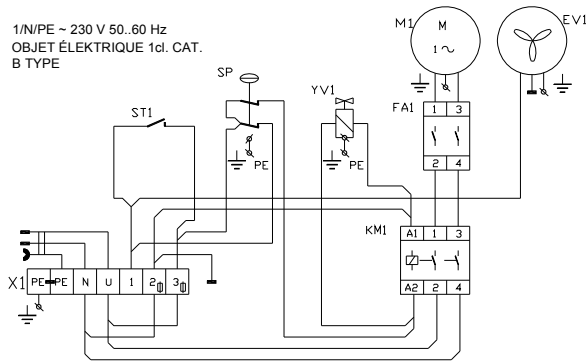 1/N/PE ~ 230 V 50..60 Hz
OBJET ÉLEKTRIQUE 1cl. CAT.
B TYPE
M1
EV1
M
1 ~
SP
YV1
ST1
FA1
1 3
PE
PE
2 4
KM1
A1 1 3
X1
PE PE N U 1 2 3
A2 2 4